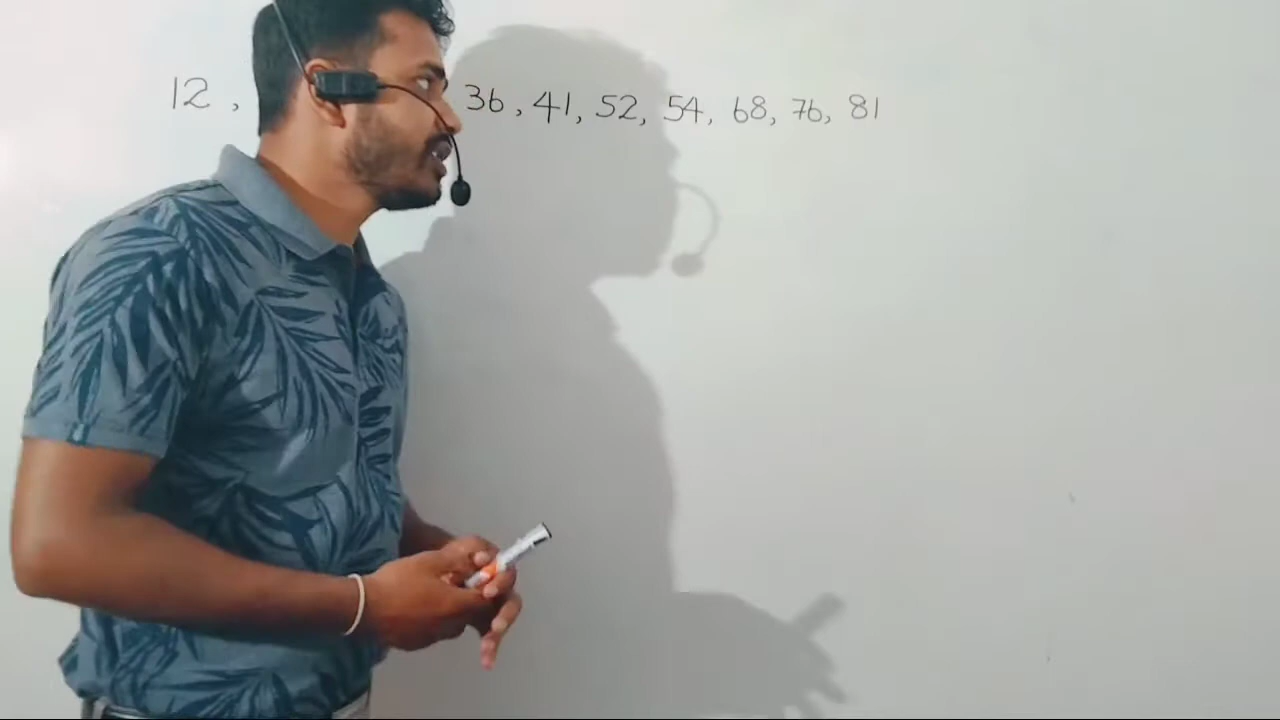 12, 36, 41, 52, 54, 68, 76, 81